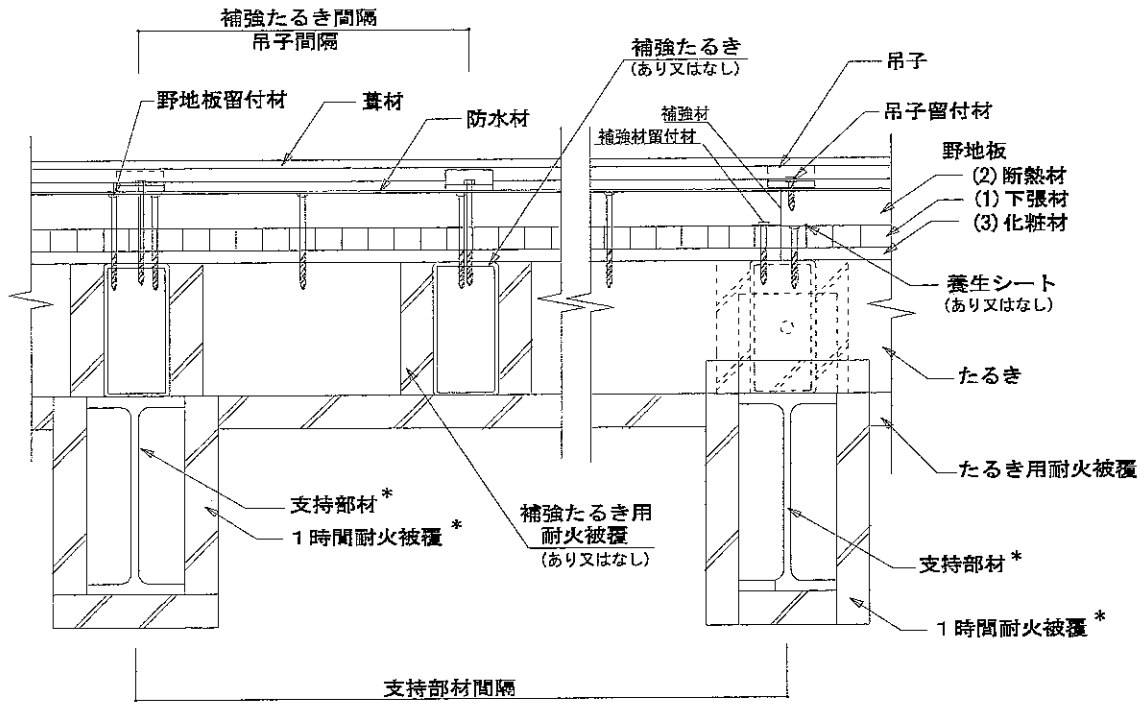 補強たるき間隔
吊子間隔
補強たるき
(あり又はなし)
吊子
野地板留付材
葺材
防水材
補強材
補強材留付材
吊子留付材
野地板
(2) 断熱材
(1) 下張材
(3) 化粧材
養生シート
(あり又はなし)
たるき
たるき用耐火被覆
支持部材*
1時間耐火被覆*
補強たるき用
耐火被覆
(あり又はなし)
支持部材*
1時間耐火被覆*
支持部材間隔